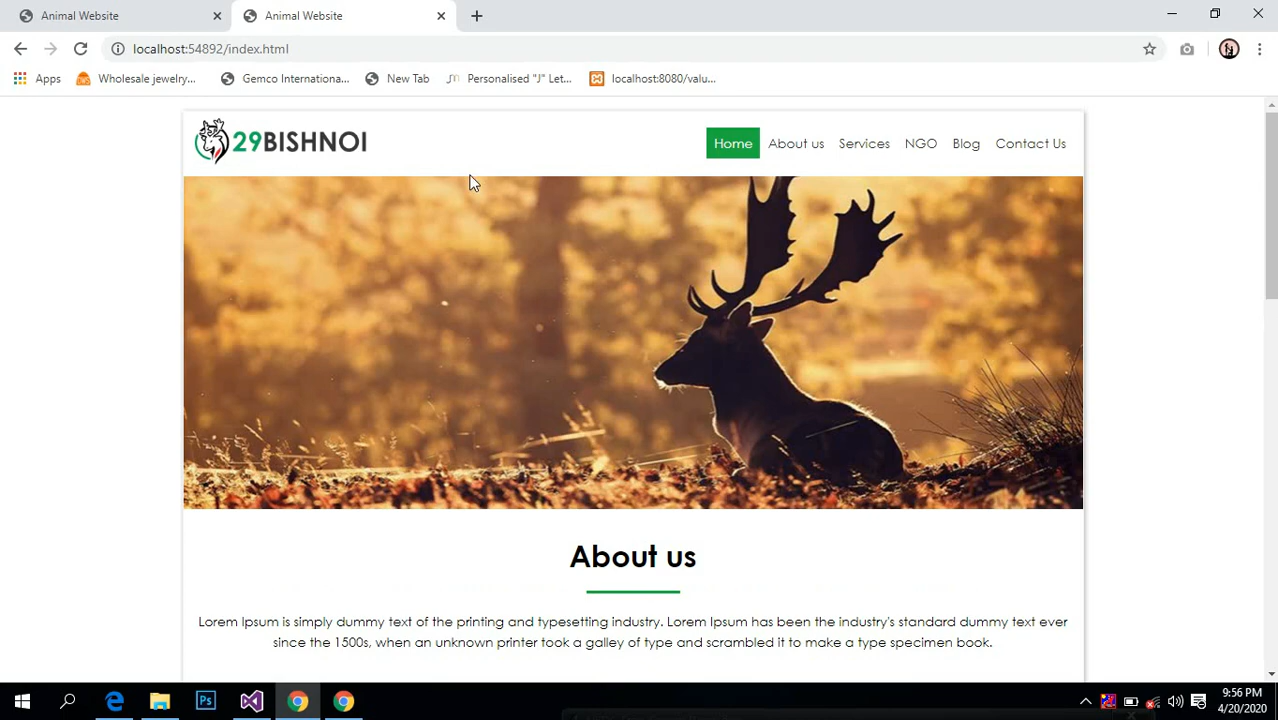 Animal Website
Animal Website
localhost:54892/index.html
Apps
Wholesale jewelry...
Gemco Internationa...
New Tab
Personalised "J" Let...
localhost:8080/valu...
29BISHNOI
Home
About us
Services
NGO
Blog
Contact Us
About us
Lorem Ipsum is simply dummy text of the printing and typesetting industry. Lorem Ipsum has been the industry's standard dummy text ever
since the 1500s, when an unknown printer took a galley of type and scrambled it to make a type specimen book.
Ps
9:56 PM
4/20/2020